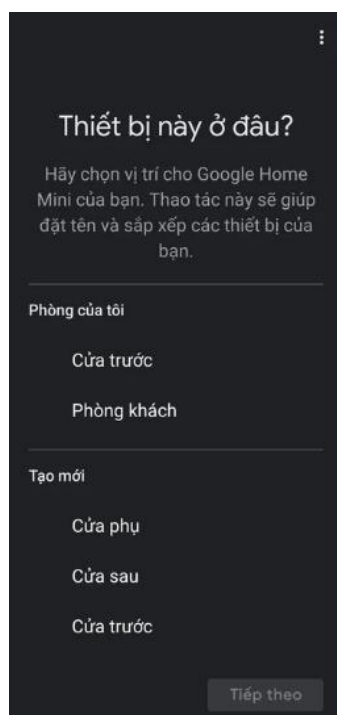 Thiết bị này ở đâu?
Hãy chọn vị trí cho Google Home
Mini của bạn. Thao tác này sẽ giúp
đặt tên và sắp xếp các thiết bị của
bạn.
Phòng của tôi
Cửa trước
Phòng khách
Tạo mới
Cửa phụ
Cửa sau
Cửa trước
Tiếp theo